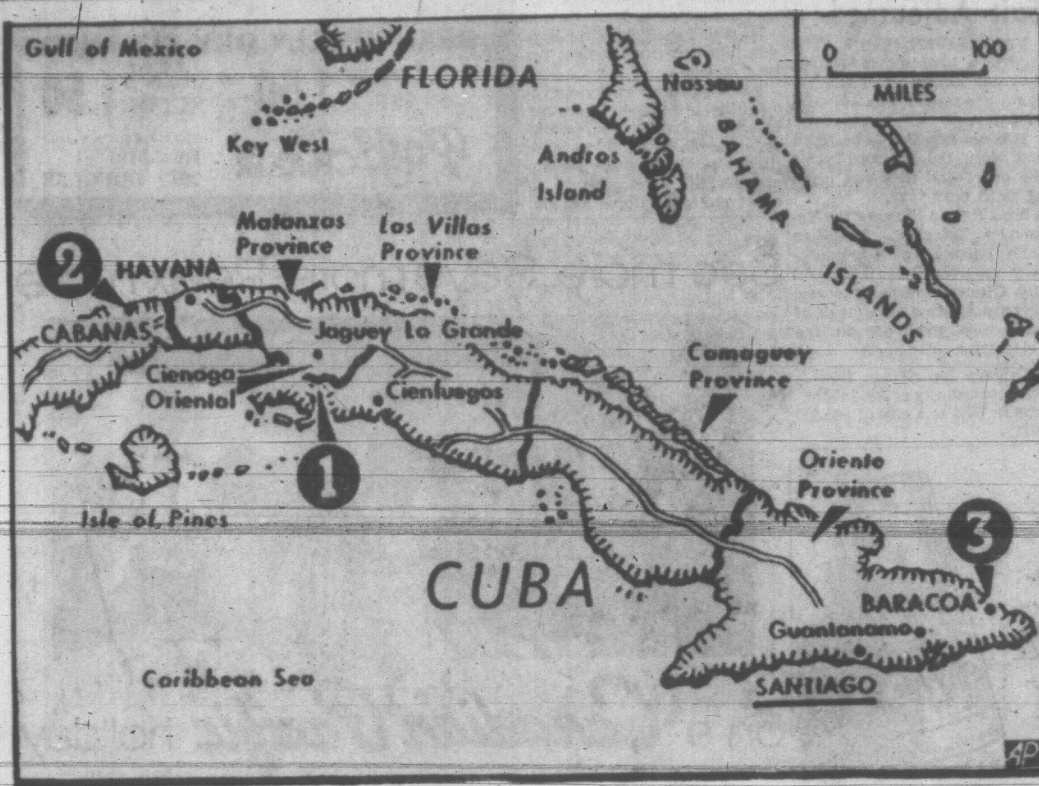 Gulf of Mexico
FLORIDA
Key West
Nassau
0 100
MILES
Andros
Island
BAHAMA
ISLANDS
Matanzas
Province
Las Villas
Province
2
HAVANA
CABANAS
Jaguey La Grande
Cienaga
Oriental
Cienfuegos
1
Camaguey
Province
Oriente
Province
3
Isle of Pines
CUBA
BARACOA
Guantanamo
SANTIAGO
Caribbean Sea
AP